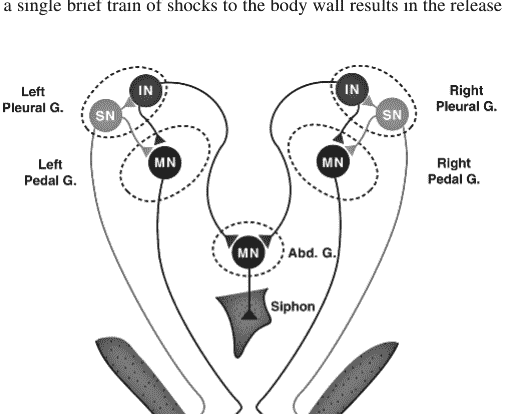 a single brief train of shocks to the body wall results in the release
IN
IN
Left
Pleural G.
SN
SN
Right
Pleural G.
Left
Pedal G.
MN
MN
Right
Pedal G.
MN
Abd. G.
Siphon